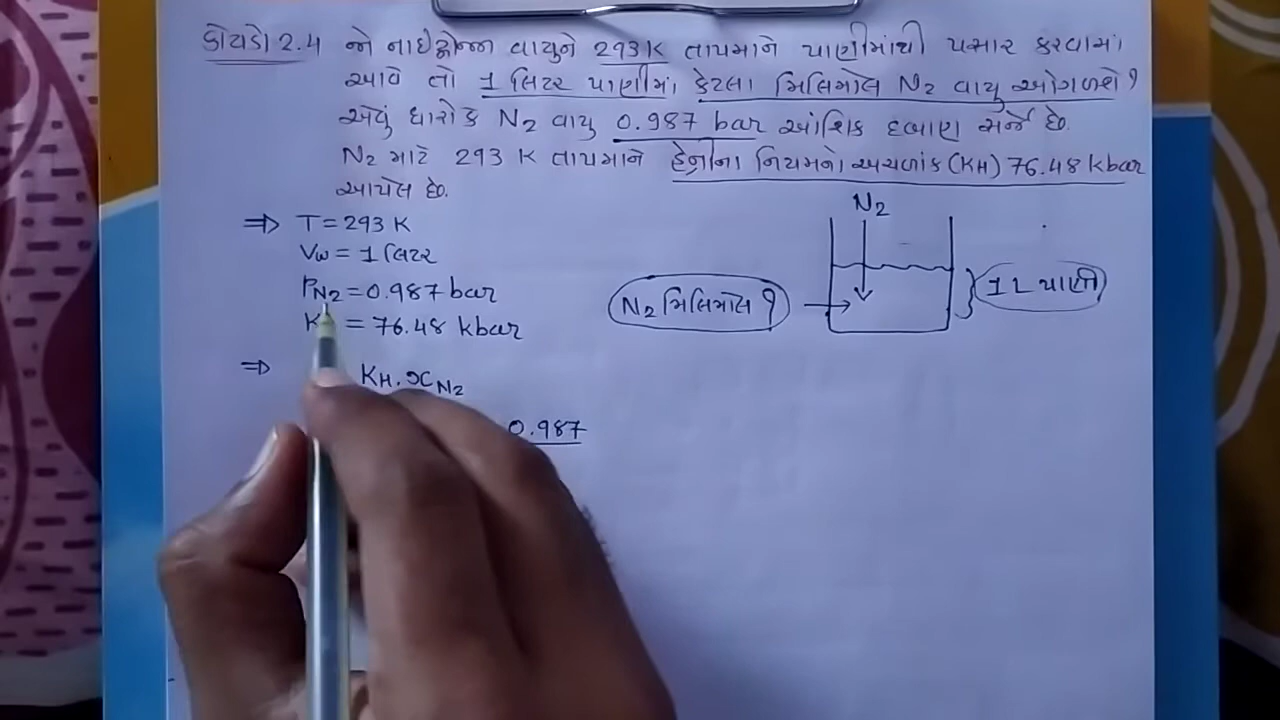 કોયડો 2.4 જો નાઈટ્રોજન વાયુને 293 K તાપમાને પાણીમાંથી પસાર કરવામાં
આવે તો 1 લિટર પાણીમાં કેટલા મિલિમોલ N2 વાયુ ઓગળશે ?
એવું ધારો કે N2 વાયુ 0.987 bar આંશિક દબાણ સર્જે છે.
N2 માટે 293 K તાપમાને હેન્રીના નિયમનો અચળાંક (KH) 76.48 kbar
આપેલ છે.
⇒ T = 293 K
Vw = 1 લિટર
PN2 = 0.987 bar
K = 76.48 kbar
N2
N2 મિલિમોલ ?
1 L પાણી
⇒ KH . xN2
0.987